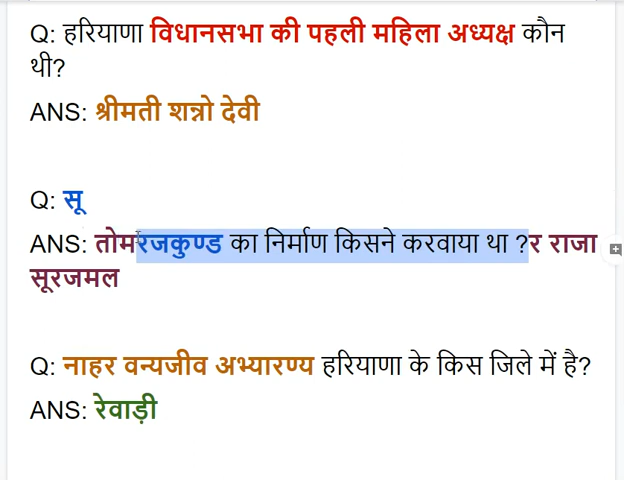 Q: हरियाणा विधानसभा की पहली महिला अध्यक्ष कौन
थी?
ANS: श्रीमती शन्नो देवी
Q: सू
ANS: तोमरजकुण्ड का निर्माण किसने करवाया था ?र राजा
सूरजमल
Q: नाहर वन्यजीव अभ्यारण्य हरियाणा के किस जिले में है?
ANS: रेवाड़ी